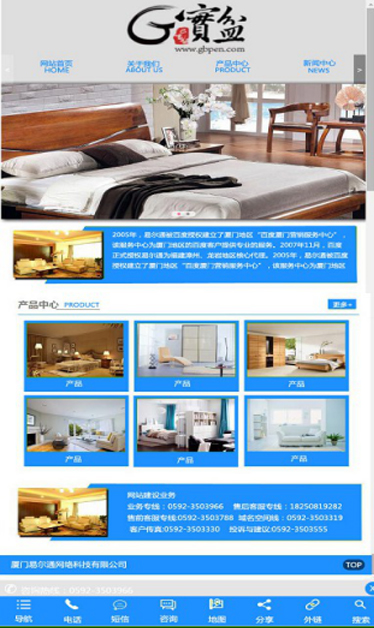 G寶盆
www.gbpen.com
网站首页 关于我们 产品中心 新闻中心
HOME ABOUT US PRODUCT NEWS
2005年，易尔通被百度授权建立了厦门地区“百度厦门营销服务中心”，
该服务中心为厦门地区的百度客户提供专业的服务。2007年11月，百度
正式授权易尔通为福建漳州、龙岩地区核心代理。2005年，易尔通被百度
授权建立了厦门地区“百度厦门营销服务中心”，该服务中心为厦门地区
产品中心 PRODUCT 更多+
产品 产品 产品
产品 产品 产品
网站建设业务
业务专线：0592-3503966 售后客服专线：18250819282
售前客服专线:0592-3503788 域名空间线：0592-3503319
客户传真:0592-3503330 投诉与建议:0592-3503555
厦门易尔通网络科技有限公司 TOP
咨询热线：0592-3503966
导航 电话 短信 咨询 地图 分享 外链 搜索